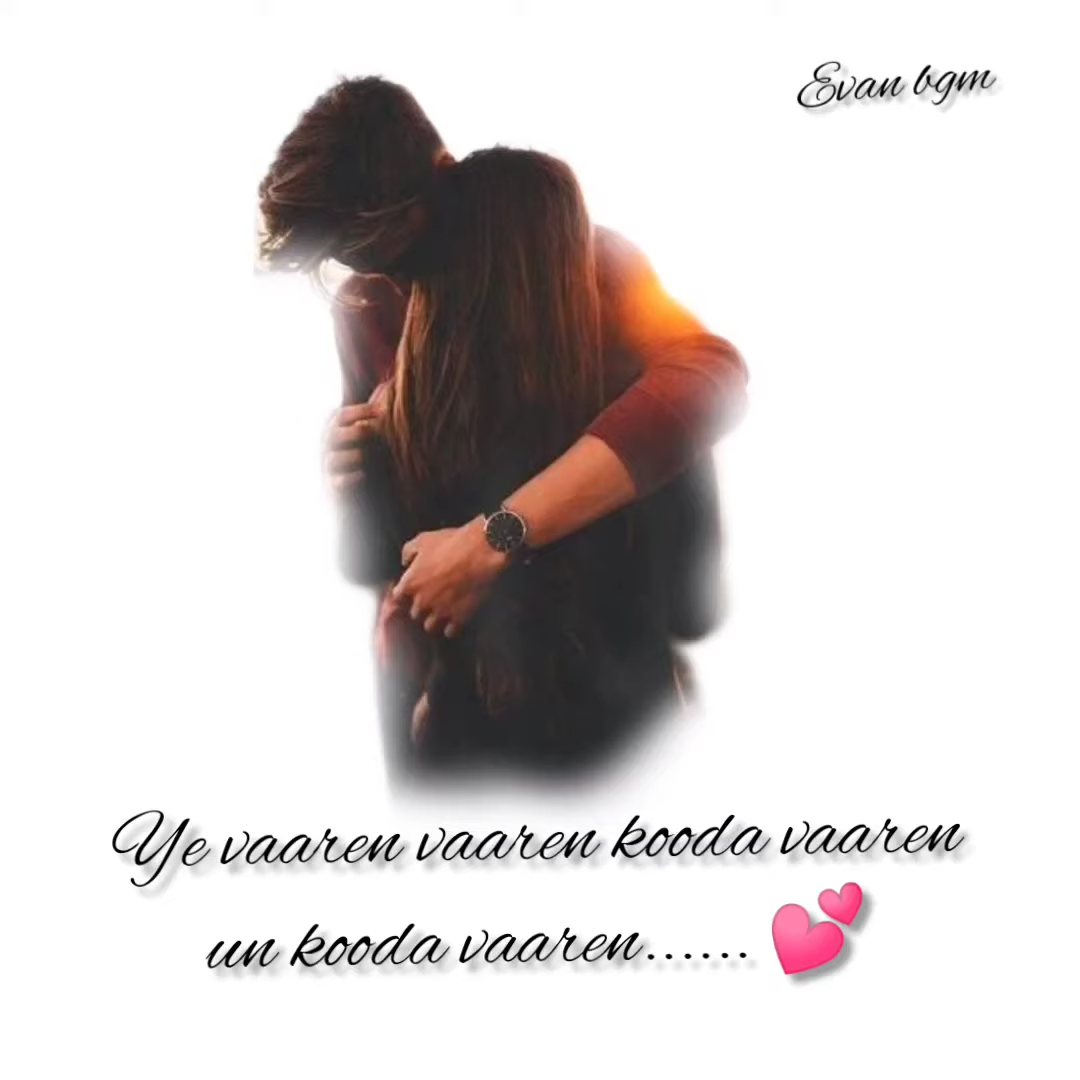 Evan bgm
Ye vaaren vaaren kooda vaaren
un kooda vaaren...... 💕